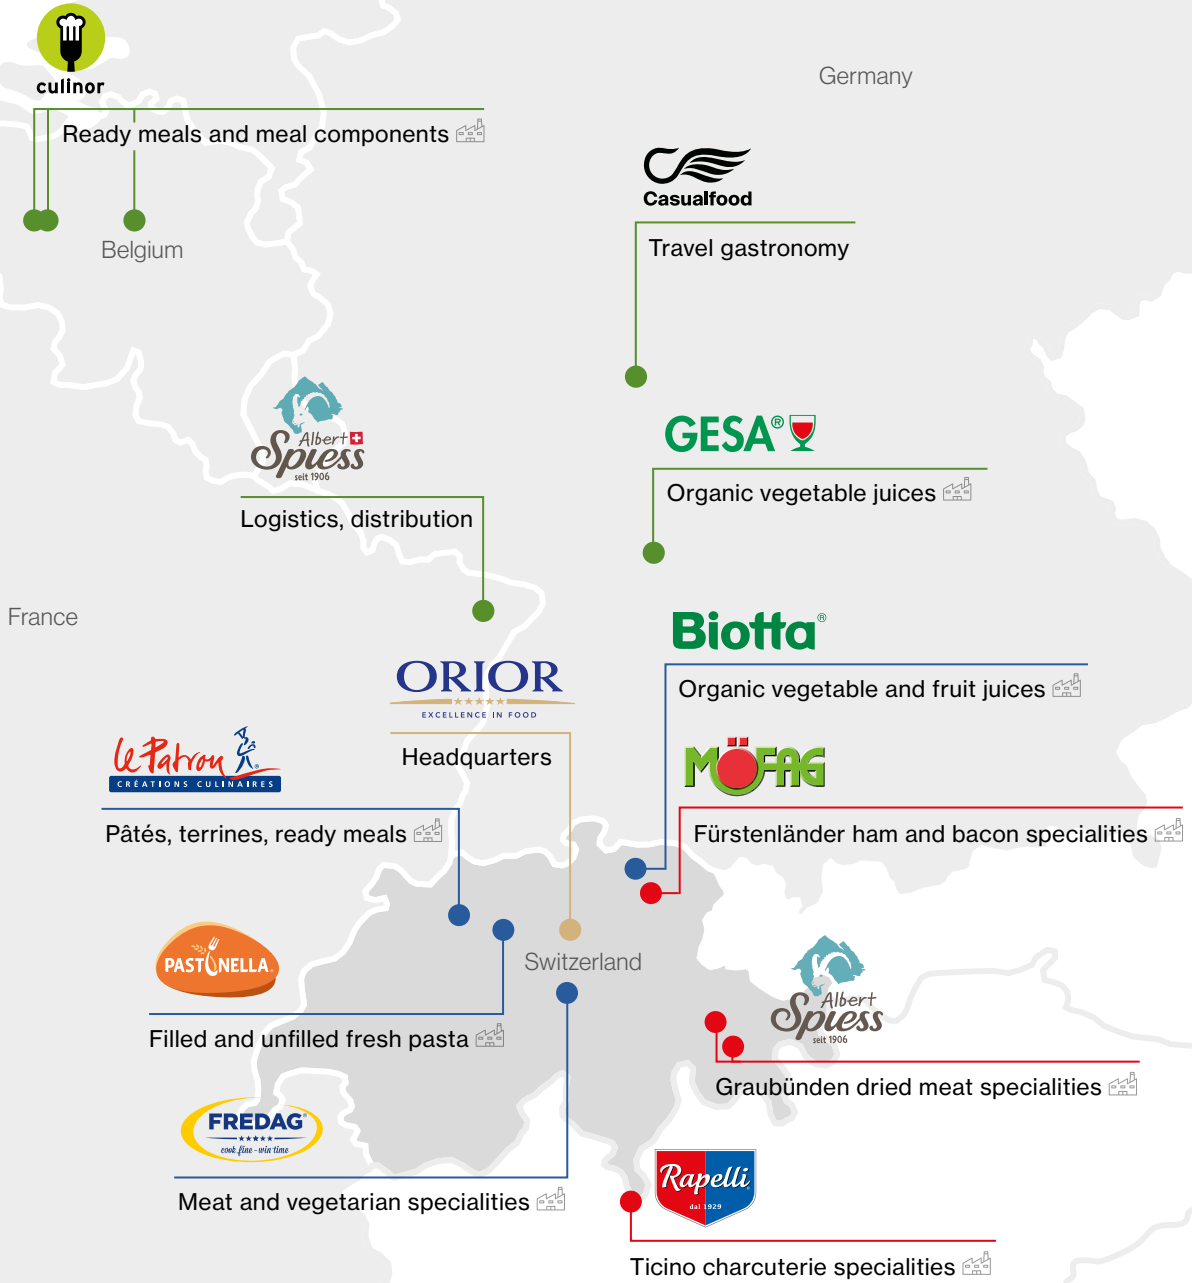 culinor
Germany
Ready meals and meal components
Casualfood
Belgium
Travel gastronomy
Albert
Spiess
seit 1906
GESA®
Organic vegetable juices
Logistics, distribution
France
Biotta®
ORIOR
EXCELLENCE IN FOOD
Organic vegetable and fruit juices
Le Patron
CRÉATIONS CULINAIRES
Headquarters
MÖFAG
Pâtés, terrines, ready meals
Fürstenländer ham and bacon specialities
PASTINELLA
Switzerland
Albert
Spiess
seit 1906
Filled and unfilled fresh pasta
Graubünden dried meat specialities
FREDAG®
cook fine – win time
Rapelli
dal 1929
Meat and vegetarian specialities
Ticino charcuterie specialities